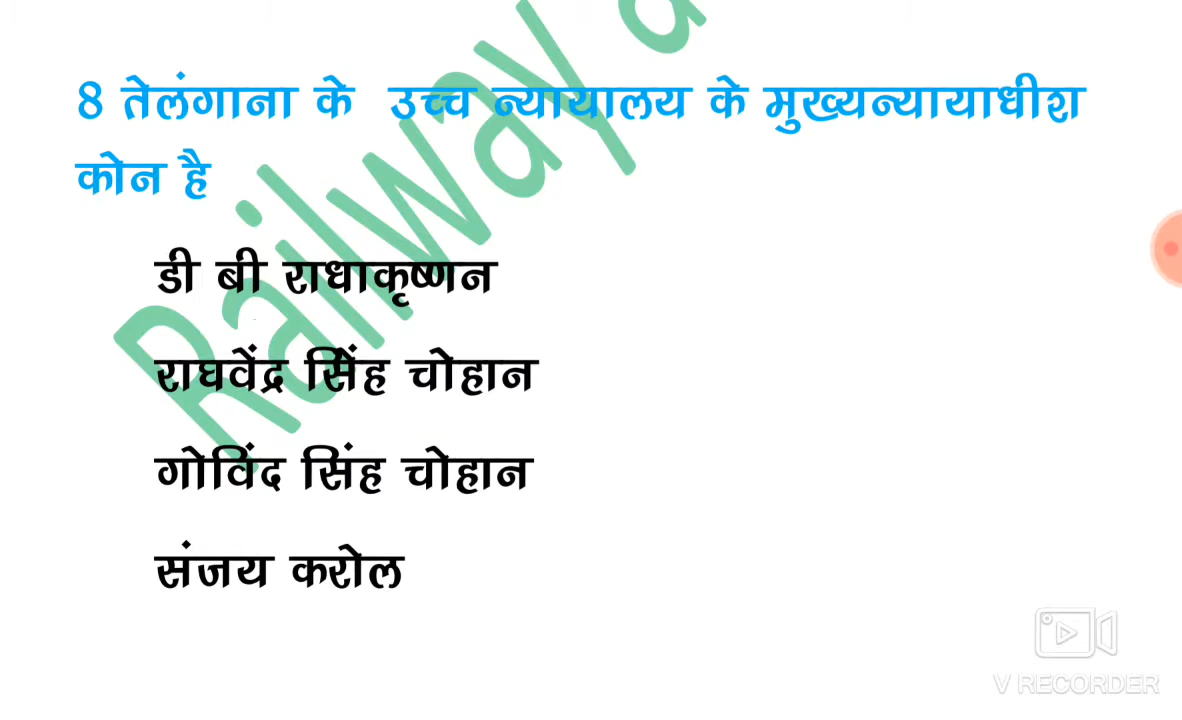 8 तेलंगाना के उच्च न्यायालय के मुख्यन्यायाधीश
कोन है
डी बी राधाकृष्णन
राघवेंद्र सिंह चोहान
गोविंद सिंह चोहान
संजय करोल
Railway a
V RECORDER